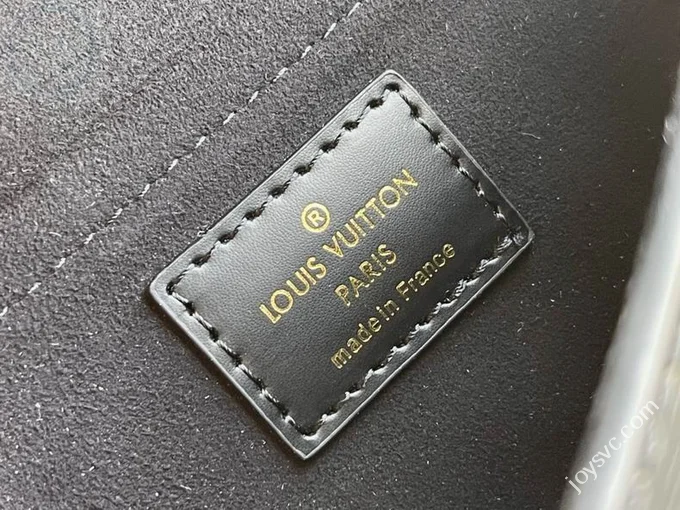 ®
LOUIS VUITTON
PARIS
made in France
joysvc.com